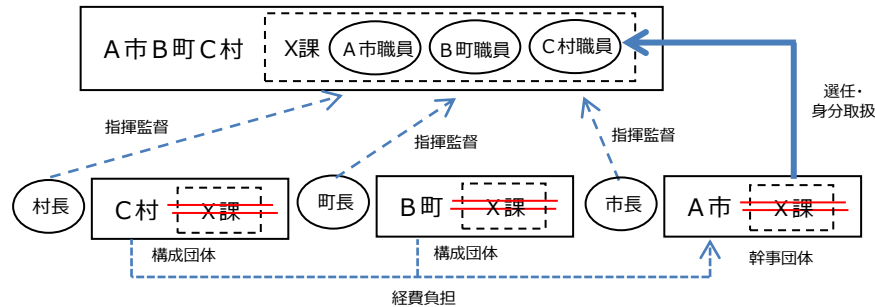 A市B町C村
X課
A市職員
B町職員
C村職員
選任・
身分取扱
指揮監督
指揮監督
指揮監督
村長
C村
X課
町長
B町
X課
市長
A市
X課
構成団体
構成団体
幹事団体
経費負担